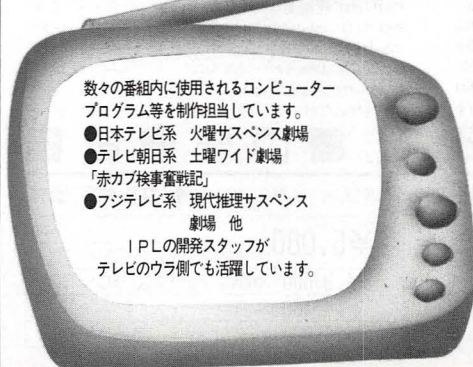 数々の番組内に使用されるコンピューター
プログラム等を制作担当しています。
●日本テレビ系　火曜サスペンス劇場
●テレビ朝日系　土曜ワイド劇場
「赤カブ検事奮戦記」
●フジテレビ系　現代推理サスペンス
劇場　他
ＩＰＬの開発スタッフが
テレビのウラ側でも活躍しています。